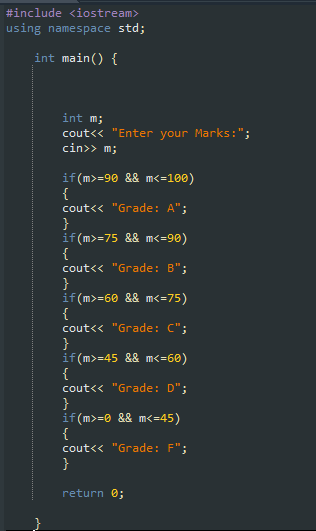 #include <iostream>
using namespace std;
int main() {
int m;
cout<< "Enter your Marks:";
cin>> m;
if(m>=90 && m<=100)
{
cout<< "Grade: A";
}
if(m>=75 && m<=90)
{
cout<< "Grade: B";
}
if(m>=60 && m<=75)
{
cout<< "Grade: C";
}
if(m>=45 && m<=60)
{
cout<< "Grade: D";
}
if(m>=0 && m<=45)
{
cout<< "Grade: F";
}
return 0;
}